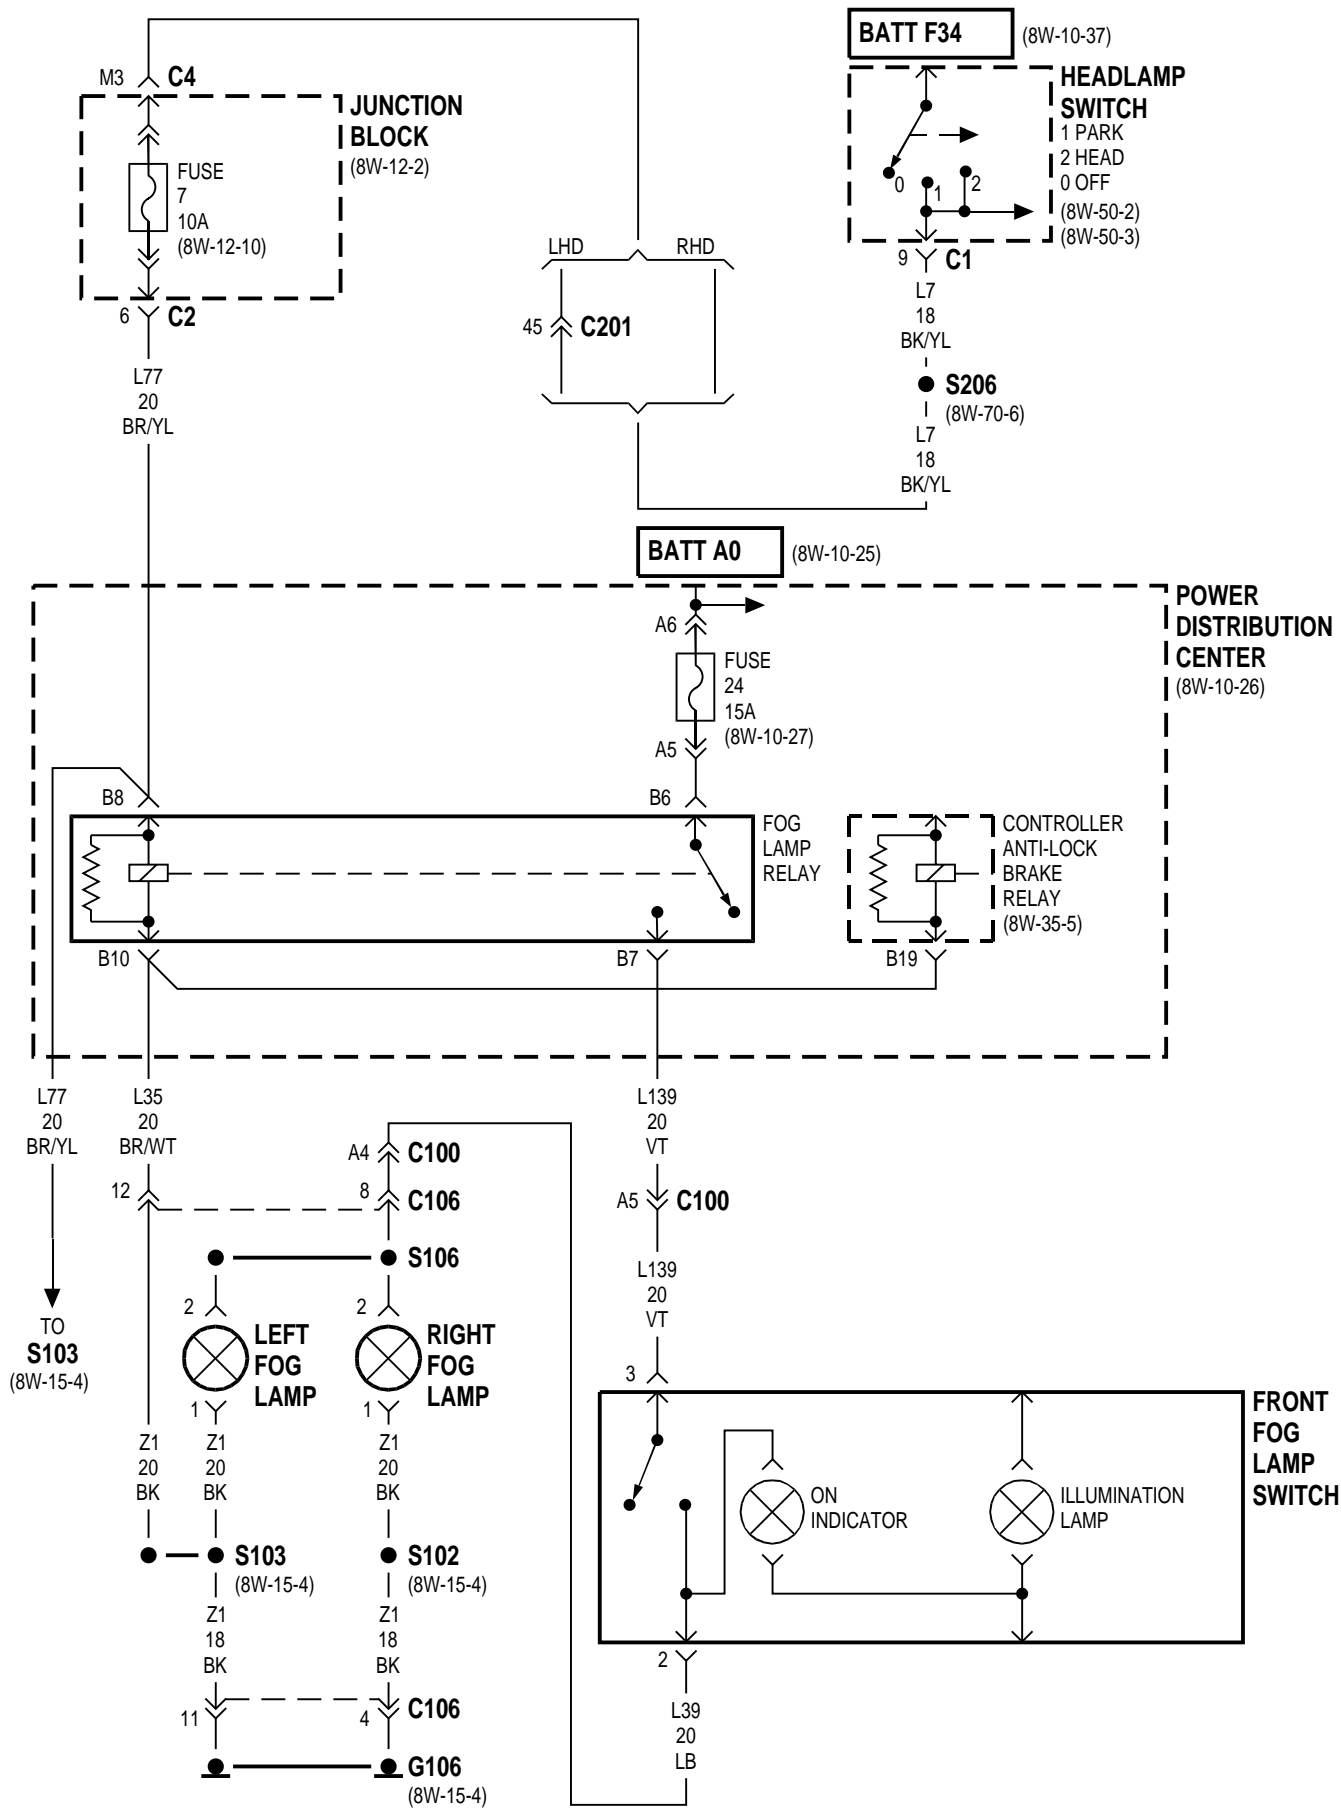 BATT F34
(8W-10-37)
M3
C4
JUNCTION
BLOCK
(8W-12-2)
FUSE
7
10A
(8W-12-10)
6
C2
L77
20
BR/YL
LHD
RHD
45
C201
HEADLAMP
SWITCH
1 PARK
2 HEAD
0 OFF
(8W-50-2)
(8W-50-3)
0
1
2
9
C1
L7
18
BK/YL
S206
(8W-70-6)
L7
18
BK/YL
BATT A0
(8W-10-25)
POWER
DISTRIBUTION
CENTER
(8W-10-26)
A6
FUSE
24
15A
(8W-10-27)
A5
B8
B6
FOG
LAMP
RELAY
CONTROLLER
ANTI-LOCK
BRAKE
RELAY
(8W-35-5)
B10
B7
B19
L77
20
BR/YL
L35
20
BR/WT
L139
20
VT
A4
C100
12
8
C106
A5
C100
S106
L139
20
VT
TO
S103
(8W-15-4)
2
LEFT
FOG
LAMP
1
2
RIGHT
FOG
LAMP
1
3
FRONT
FOG
LAMP
SWITCH
ON
INDICATOR
ILLUMINATION
LAMP
Z1
20
BK
Z1
20
BK
Z1
20
BK
S103
(8W-15-4)
S102
(8W-15-4)
Z1
18
BK
Z1
18
BK
2
L39
20
LB
11
4
C106
G106
(8W-15-4)